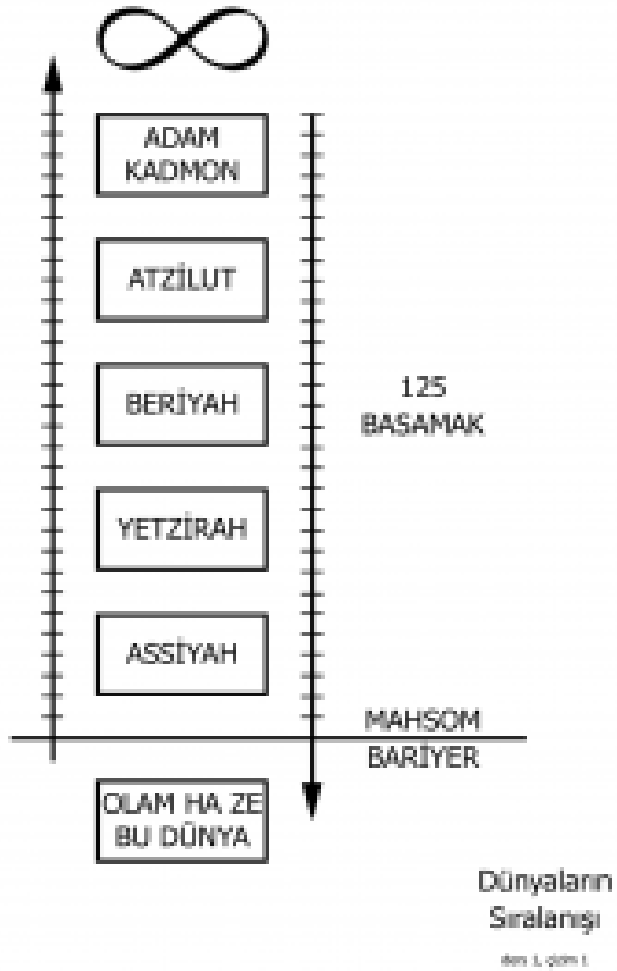 ADAM
KADMON
ATZİLUT
BERİYAH
125
BASAMAK
YETZİRAH
ASSİYAH
MAHSOM
BARİYER
OLAM HA ZE
BU DÜNYA
Dünyaların
Sıralanışı